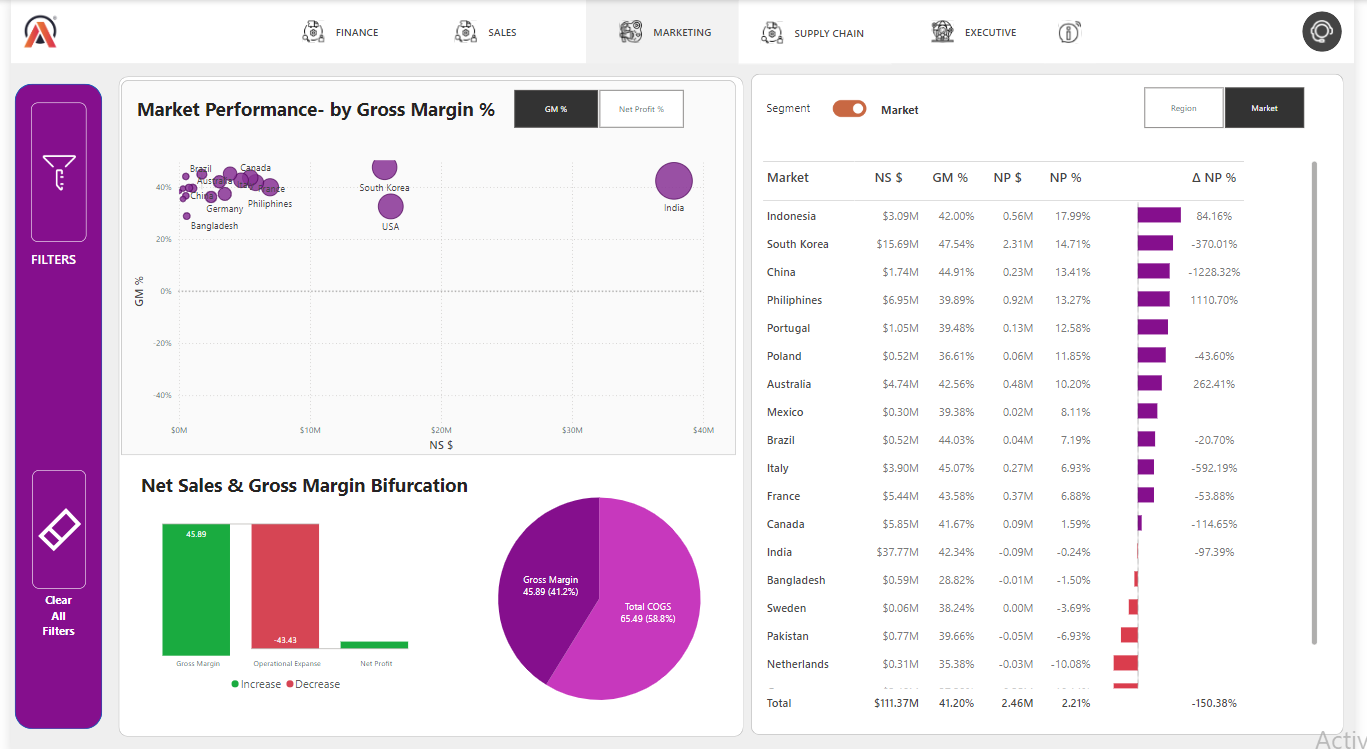 FINANCE
SALES
MARKETING
SUPPLY CHAIN
EXECUTIVE
FILTERS
Clear
All
Filters
Market Performance- by Gross Margin %
GM %
Net Profit %
GM %
40%
20%
0%
-20%
-40%
Brazil
Canada
France
China
Germany
Philiphines
Bangladesh
South Korea
USA
India
$0M
$10M
$20M
$30M
$40M
NS $
Net Sales & Gross Margin Bifurcation
45.89
-43.43
Gross Margin
Operational Expanse
Net Profit
Increase
Decrease
Gross Margin
45.89 (41.2%)
Total COGS
65.49 (58.8%)
Segment
Market
Region
Market
Market NS $ GM % NP $ NP % Δ NP %
Indonesia $3.09M 42.00% 0.56M 17.99% 84.16%
South Korea $15.69M 47.54% 2.31M 14.71% -370.01%
China $1.74M 44.91% 0.23M 13.41% -1228.32%
Philiphines $6.95M 39.89% 0.92M 13.27% 1110.70%
Portugal $1.05M 39.48% 0.13M 12.58%
Poland $0.52M 36.61% 0.06M 11.85% -43.60%
Australia $4.74M 42.56% 0.48M 10.20% 262.41%
Mexico $0.30M 39.38% 0.02M 8.11%
Brazil $0.52M 44.03% 0.04M 7.19% -20.70%
Italy $3.90M 45.07% 0.27M 6.93% -592.19%
France $5.44M 43.58% 0.37M 6.88% -53.88%
Canada $5.85M 41.67% 0.09M 1.59% -114.65%
India $37.77M 42.34% -0.09M -0.24% -97.39%
Bangladesh $0.59M 28.82% -0.01M -1.50%
Sweden $0.06M 38.24% 0.00M -3.69%
Pakistan $0.77M 39.66% -0.05M -6.93%
Netherlands $0.31M 35.38% -0.03M -10.08%
Total $111.37M 41.20% 2.46M 2.21% -150.38%
Activ